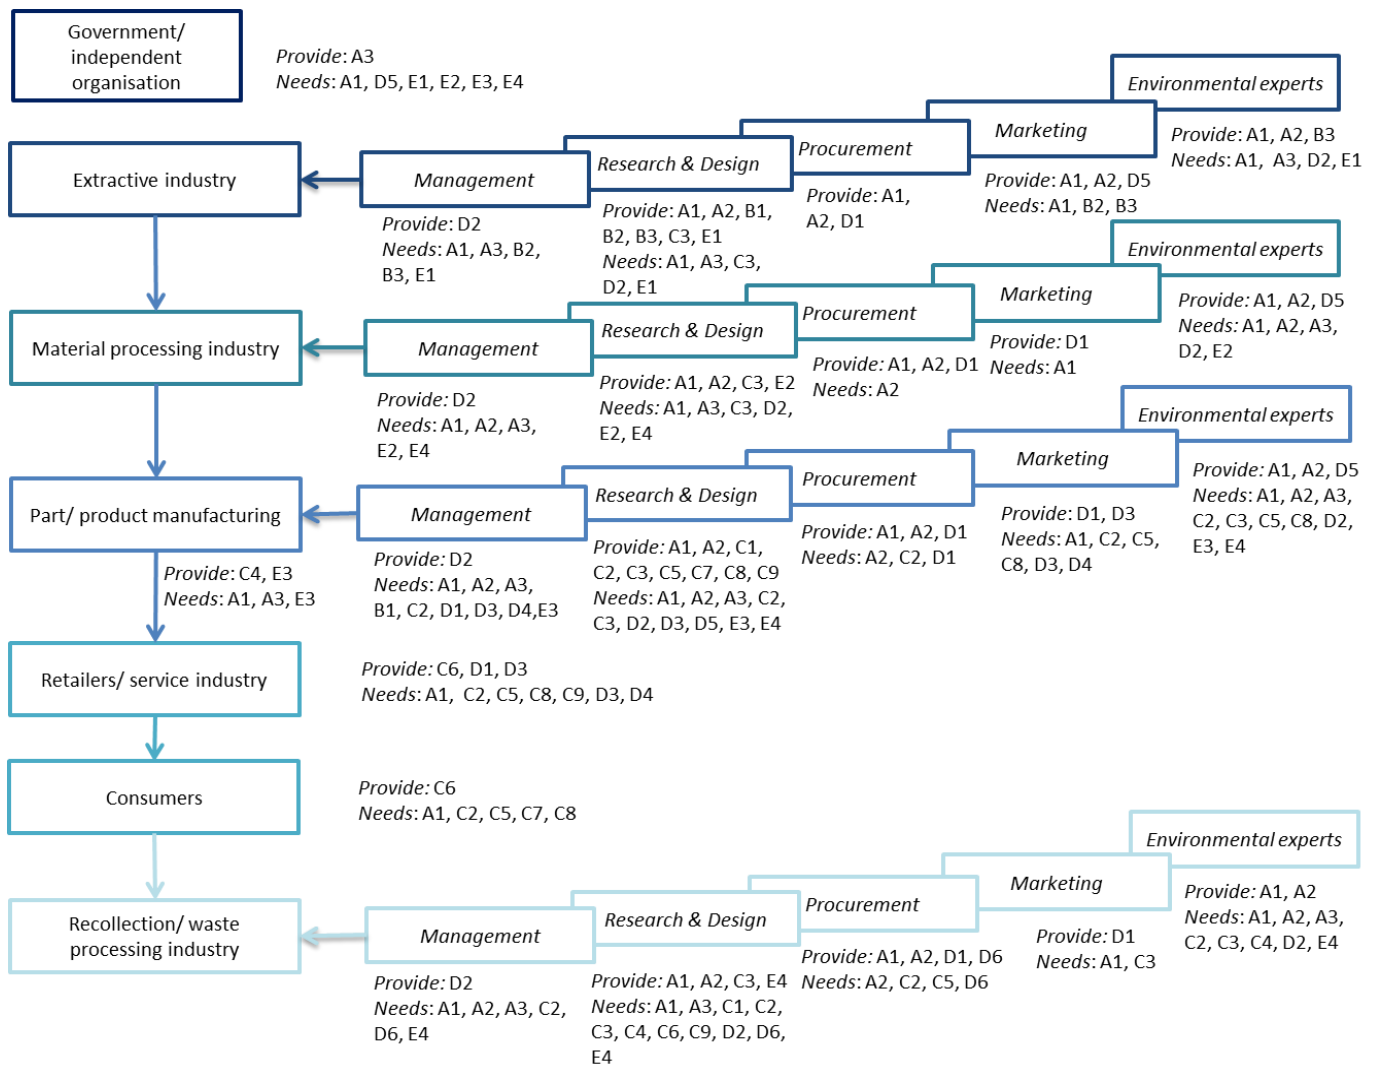 Government/
independent
organisation
Provide: A3
Needs: A1, D5, E1, E2, E3, E4
Extractive industry
Management
Provide: D2
Needs: A1, A3, B2,
B3, E1
Research & Design
Provide: A1, A2, B1,
B2, B3, C3, E1
Needs: A1, A3, C3,
D2, E1
Procurement
Provide: A1,
A2, D1
Marketing
Provide: A1, A2, D5
Needs: A1, B2, B3
Environmental experts
Provide: A1, A2, B3
Needs: A1, A3, D2, E1
Material processing industry
Management
Provide: D2
Needs: A1, A2, A3,
E2, E4
Research & Design
Provide: A1, A2, C3, E2
Needs: A1, A3, C3, D2,
E2, E4
Procurement
Provide: A1, A2, D1
Needs: A2
Marketing
Provide: D1
Needs: A1
Environmental experts
Provide: A1, A2, D5
Needs: A1, A2, A3,
D2, E2
Part/ product manufacturing
Provide: C4, E3
Needs: A1, A3, E3
Management
Provide: D2
Needs: A1, A2, A3,
B1, C2, D1, D3, D4,E3
Research & Design
Provide: A1, A2, C1,
C2, C3, C5, C7, C8, C9
Needs: A1, A2, A3, C2,
C3, D2, D3, D5, E3, E4
Procurement
Provide: A1, A2, D1
Needs: A2, C2, D1
Marketing
Provide: D1, D3
Needs: A1, C2, C5,
C8, D3, D4
Environmental experts
Provide: A1, A2, D5
Needs: A1, A2, A3,
C2, C3, C5, C8, D2,
E3, E4
Retailers/ service industry
Provide: C6, D1, D3
Needs: A1, C2, C5, C8, C9, D3, D4
Consumers
Provide: C6
Needs: A1, C2, C5, C7, C8
Recollection/ waste
processing industry
Management
Provide: D2
Needs: A1, A2, A3, C2,
D6, E4
Research & Design
Provide: A1, A2, C3, E4
Needs: A1, A3, C1, C2,
C3, C4, C6, C9, D2, D6,
E4
Procurement
Provide: A1, A2, D1, D6
Needs: A2, C2, C5, D6
Marketing
Provide: D1
Needs: A1, C3
Environmental experts
Provide: A1, A2
Needs: A1, A2, A3,
C2, C3, C4, D2, E4